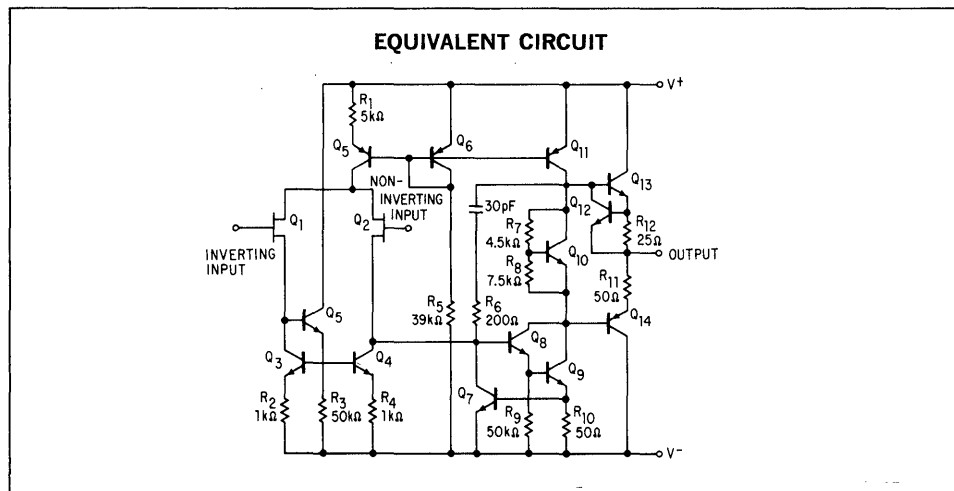 EQUIVALENT CIRCUIT
V+
R1
5kΩ
Q5
Q6
Q11
Q13
NON-
INVERTING
INPUT
Q12
30pF
R7
4.5kΩ
R12
25Ω
Q1
Q2
INVERTING
INPUT
Q10
R8
7.5kΩ
OUTPUT
R11
50Ω
R5
39kΩ
R6
200Ω
Q5
Q14
Q8
Q3
Q4
Q9
Q7
R2
1kΩ
R3
50kΩ
R4
1kΩ
R9
50kΩ
R10
50Ω
V-